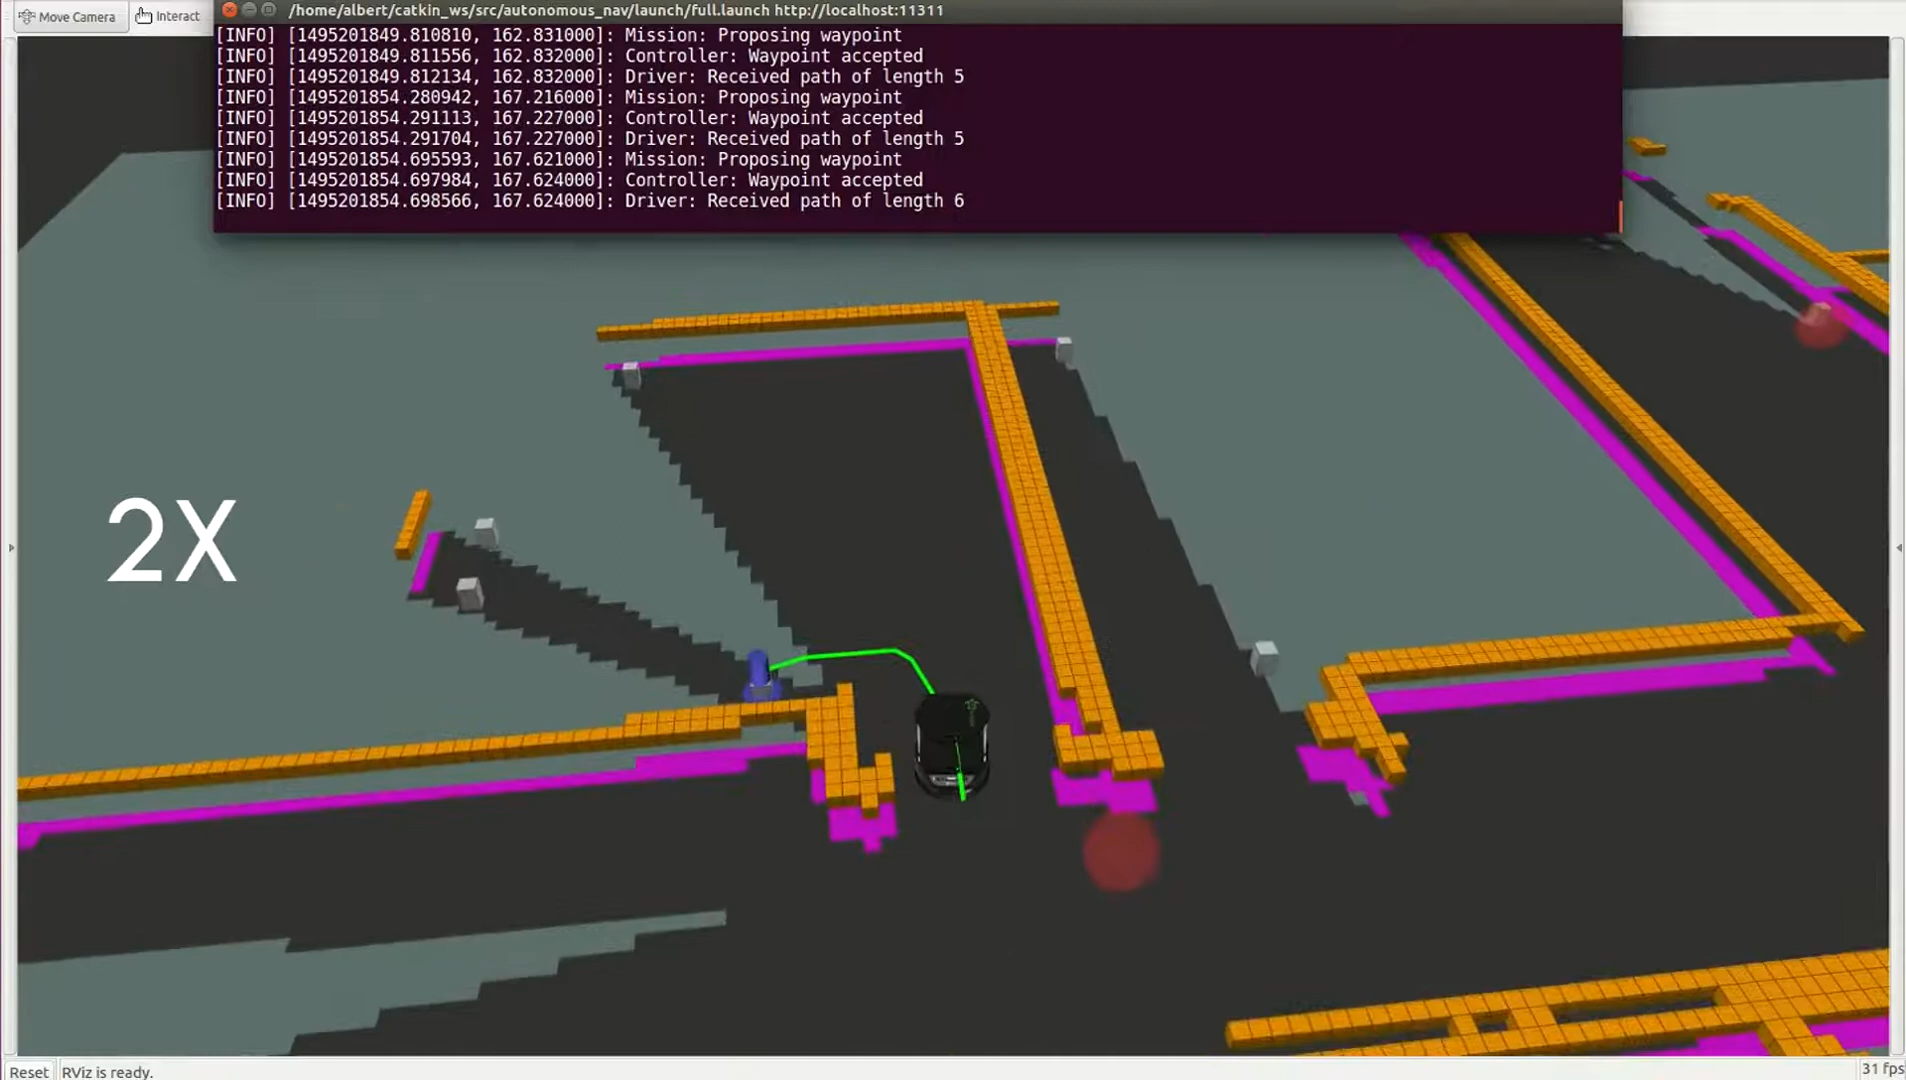 Move Camera
Interact
/home/albert/catkin_ws/src/autonomous_nav/launch/full.launch http://localhost:11311
[INFO] [1495201849.810810, 162.831000]: Mission: Proposing waypoint
[INFO] [1495201849.811556, 162.832000]: Controller: Waypoint accepted
[INFO] [1495201849.812134, 162.832000]: Driver: Received path of length 5
[INFO] [1495201854.280942, 167.216000]: Mission: Proposing waypoint
[INFO] [1495201854.291113, 167.227000]: Controller: Waypoint accepted
[INFO] [1495201854.291704, 167.227000]: Driver: Received path of length 5
[INFO] [1495201854.695593, 167.621000]: Mission: Proposing waypoint
[INFO] [1495201854.697984, 167.624000]: Controller: Waypoint accepted
[INFO] [1495201854.698566, 167.624000]: Driver: Received path of length 6
2X
Reset
RViz is ready.
31 fps